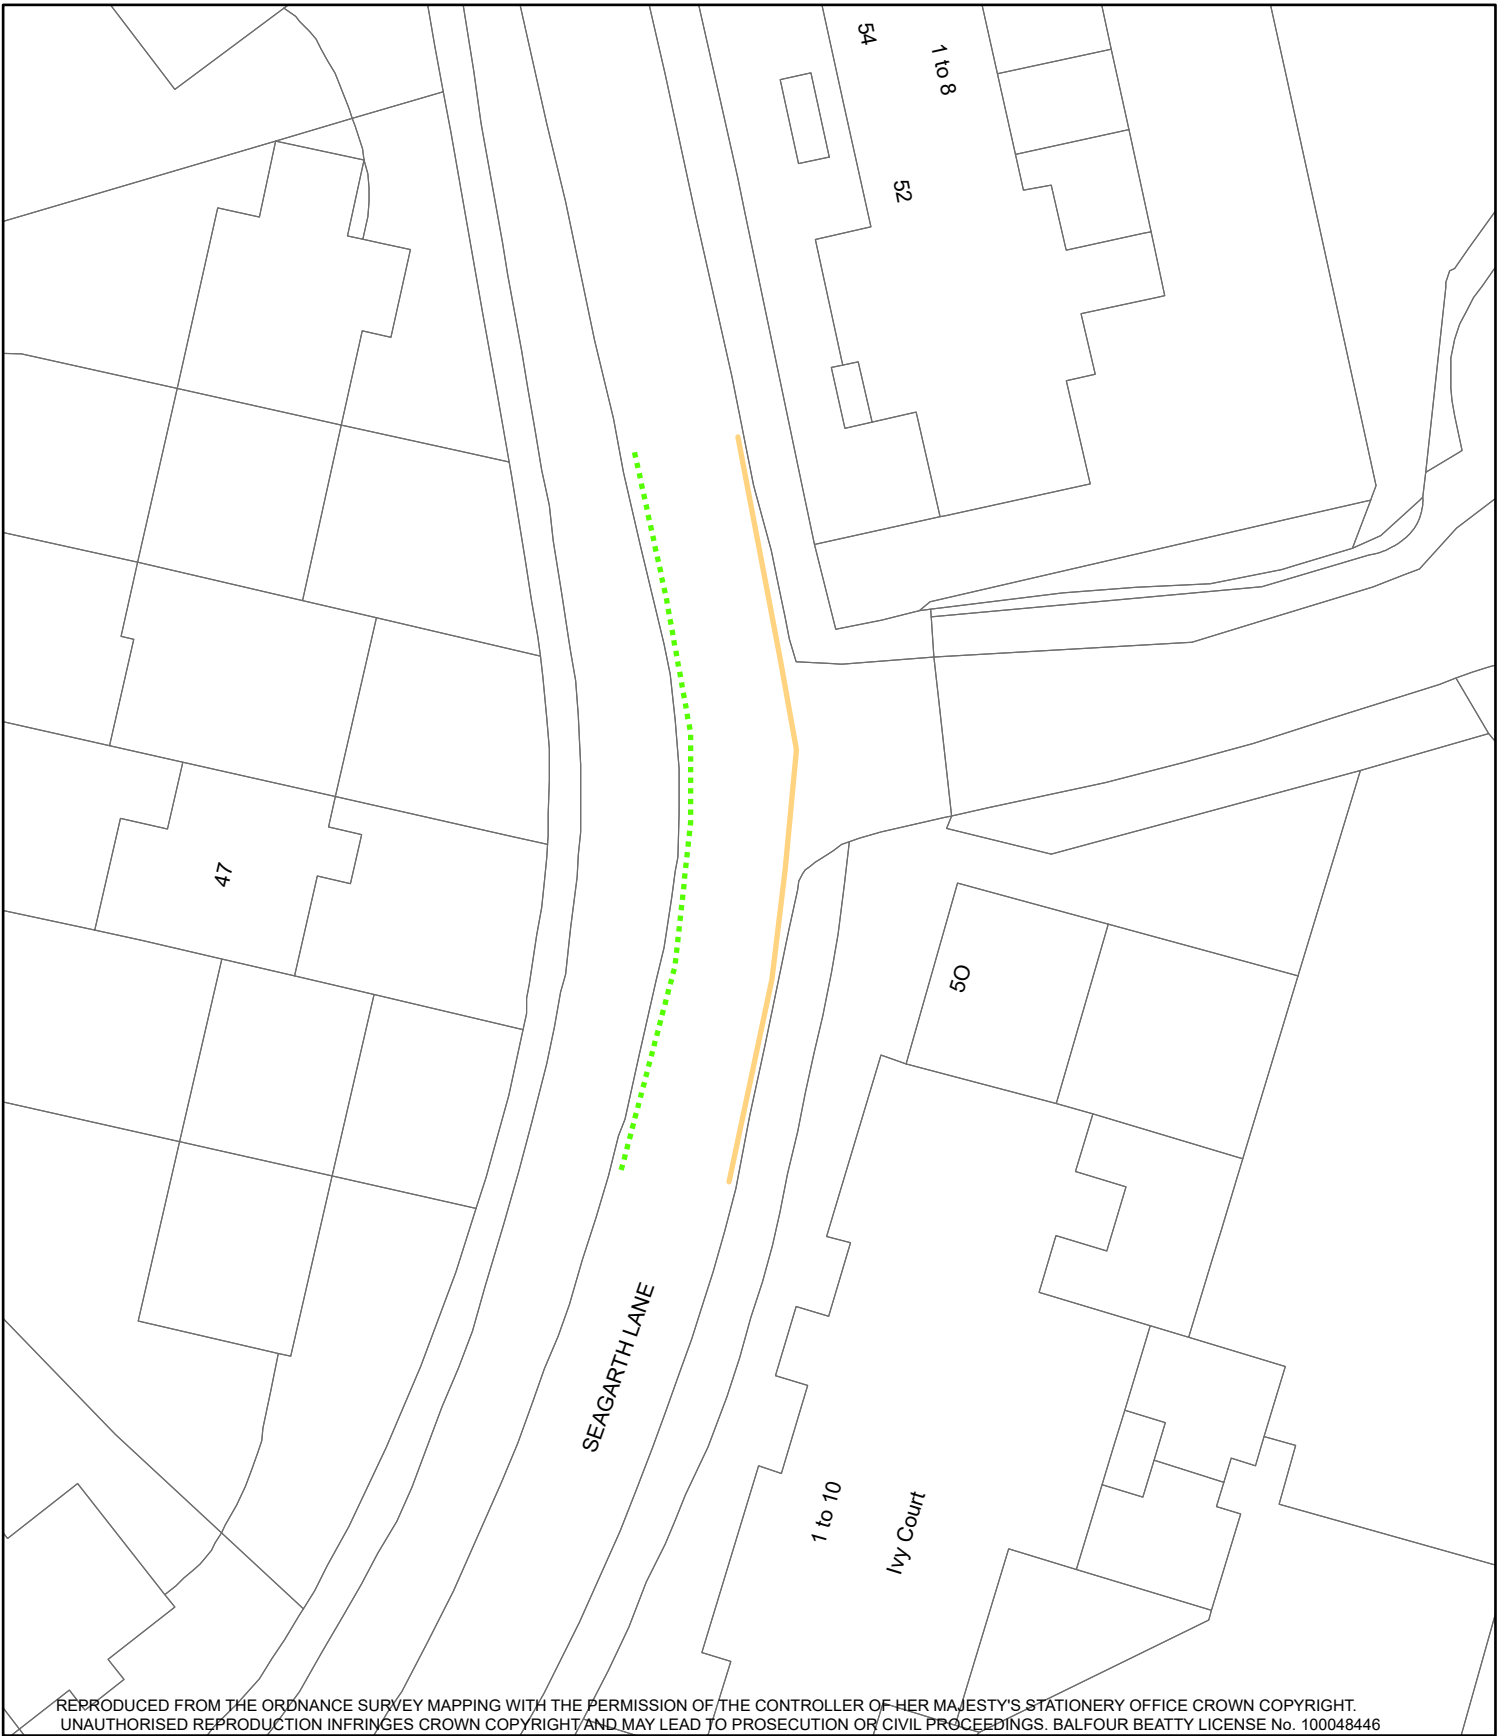 54
1 to 8
52
47
50
SEAGARTH LANE
1 to 10
Ivy Court
REPRODUCED FROM THE ORDNANCE SURVEY MAPPING WITH THE PERMISSION OF THE CONTROLLER OF HER MAJESTY'S STATIONERY OFFICE CROWN COPYRIGHT.
UNAUTHORISED REPRODUCTION INFRINGES CROWN COPYRIGHT AND MAY LEAD TO PROSECUTION OR CIVIL PROCEEDINGS. BALFOUR BEATTY LICENSE No. 100048446